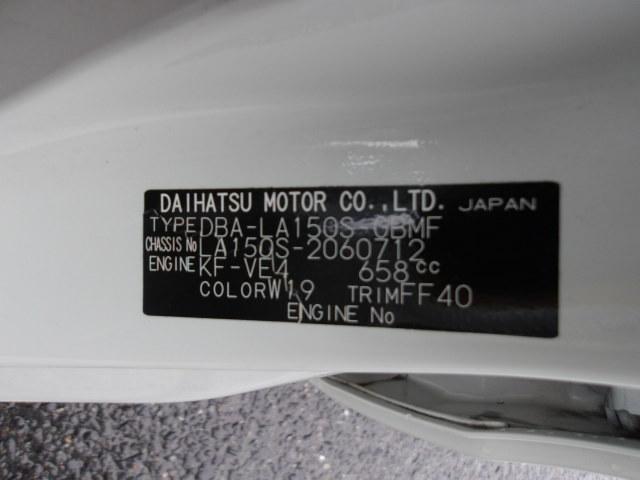 DAIHATSU MOTOR CO.,LTD. JAPAN
TYPE DBA-LA150S-GBMF
CHASSIS No LA150S-2060712
ENGINE KF-VE4 658cc
COLOR W19 TRIM FF40
ENGINE No